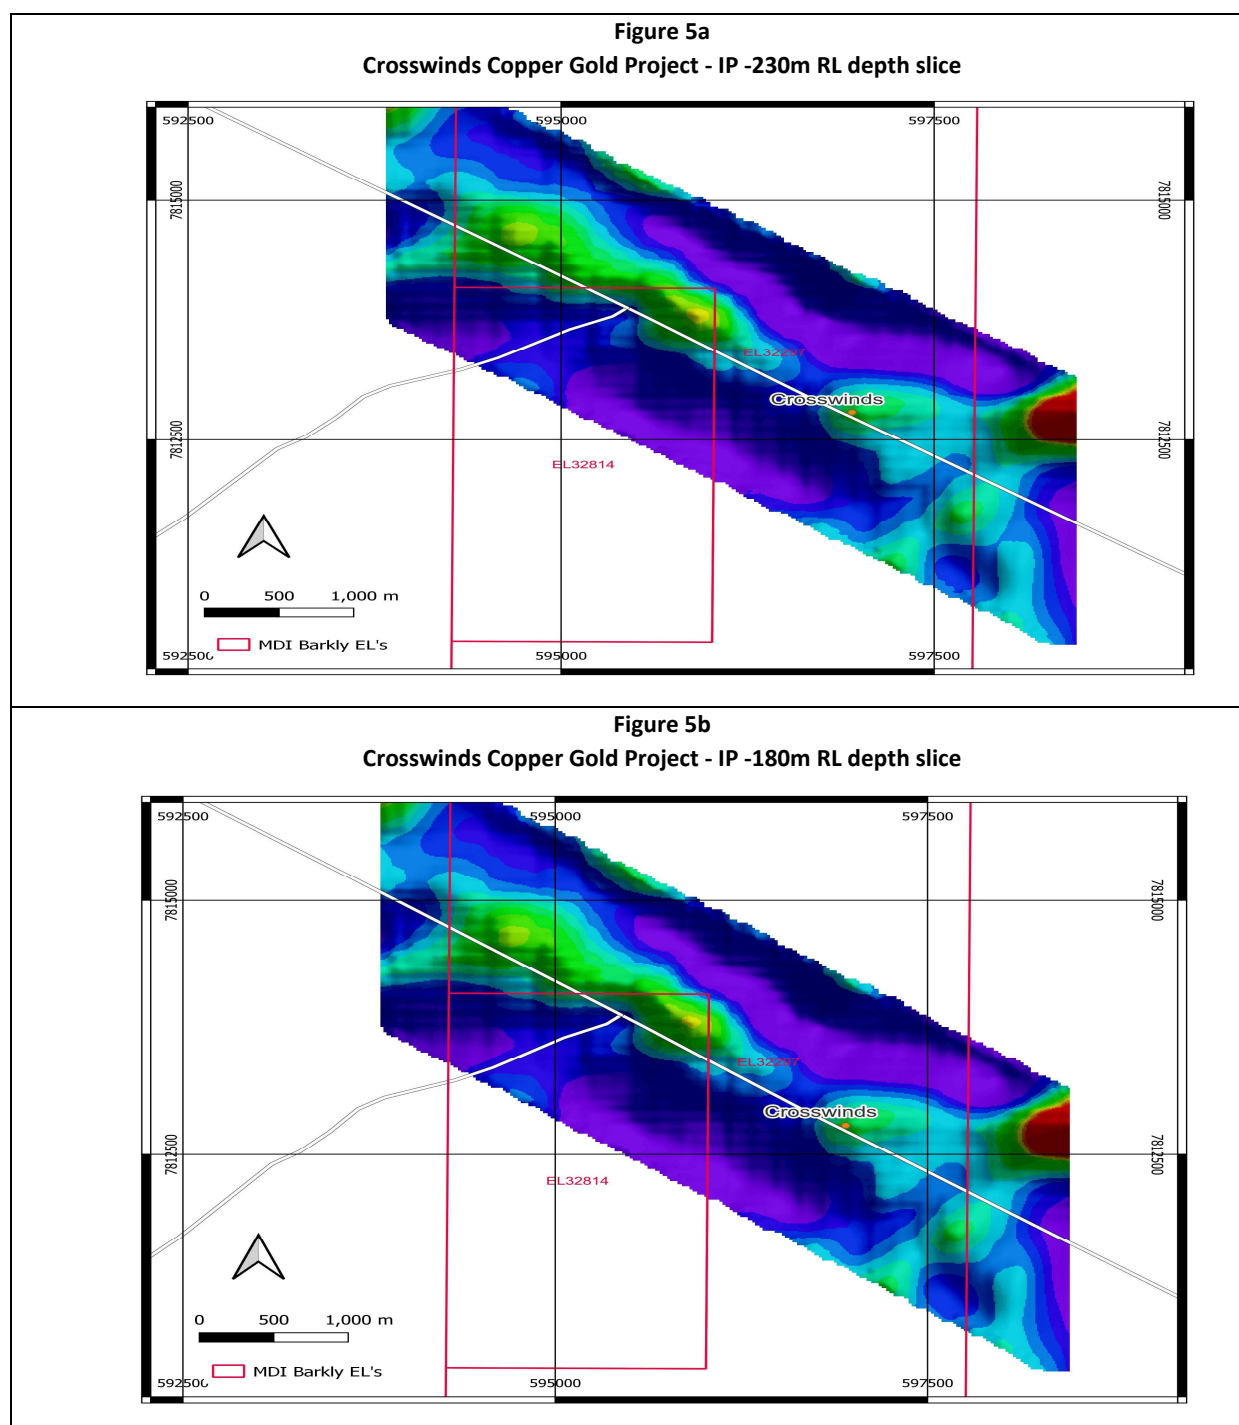 Figure 5a
Crosswinds Copper Gold Project - IP -230m RL depth slice
592500
595000
597500
7815000
7815000
EL32297
Crosswinds
7812500
7812500
EL32814
0 500 1,000 m
MDI Barkly EL's
592500
595000
597500
Figure 5b
Crosswinds Copper Gold Project - IP -180m RL depth slice
592500
595000
597500
7815000
7815000
EL32297
Crosswinds
7812500
7812500
EL32814
0 500 1,000 m
MDI Barkly EL's
592500
595000
597500